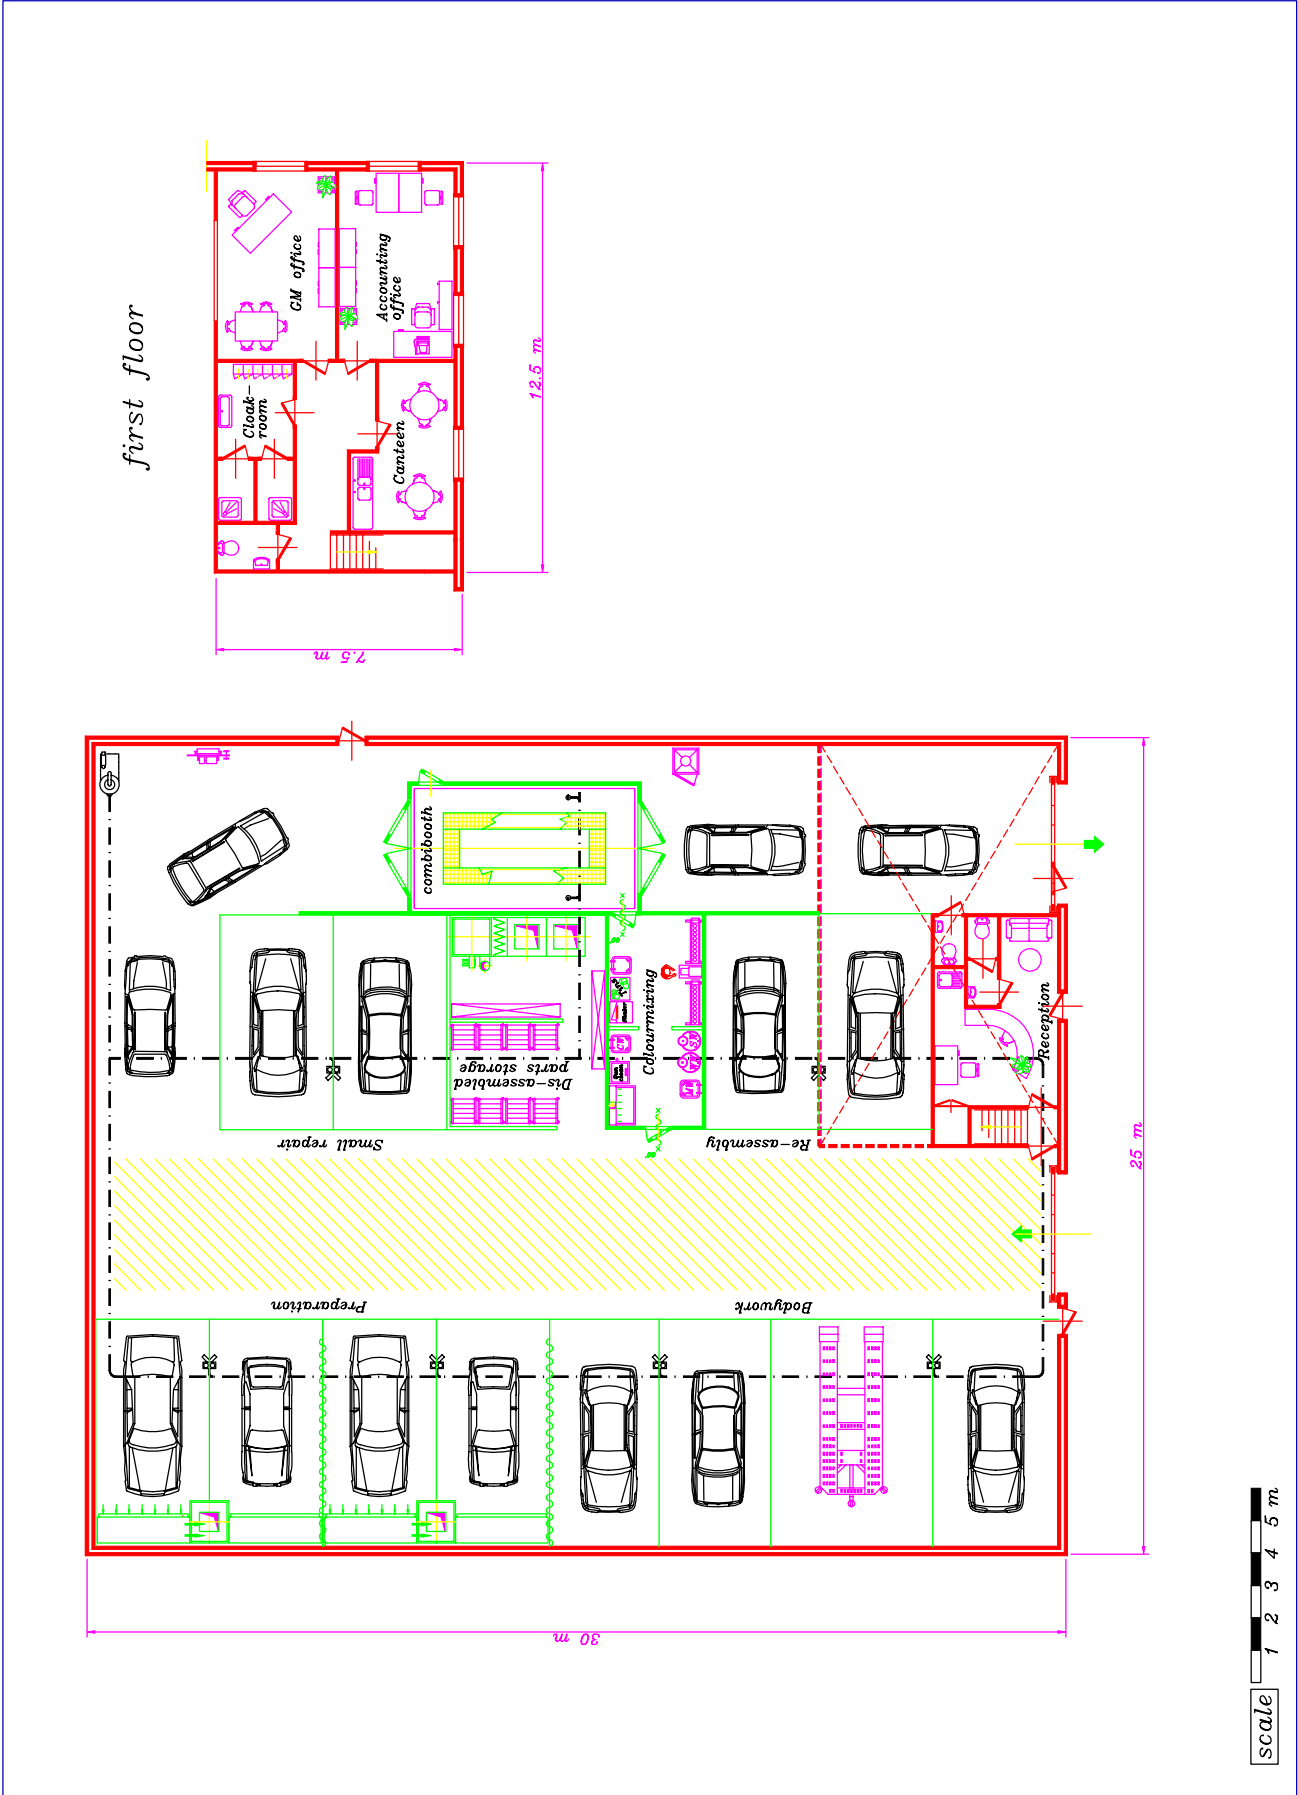 first floor
GM office
Accounting
office
Cloak-
room
Canteen
12.5 m
7.5 m
combibooth
Colourmixing
Dis-assembled
parts storage
Small repair
Re-assembly
Reception
Preparation
Bodywork
25 m
30 m
scale
1 2 3 4 5 m